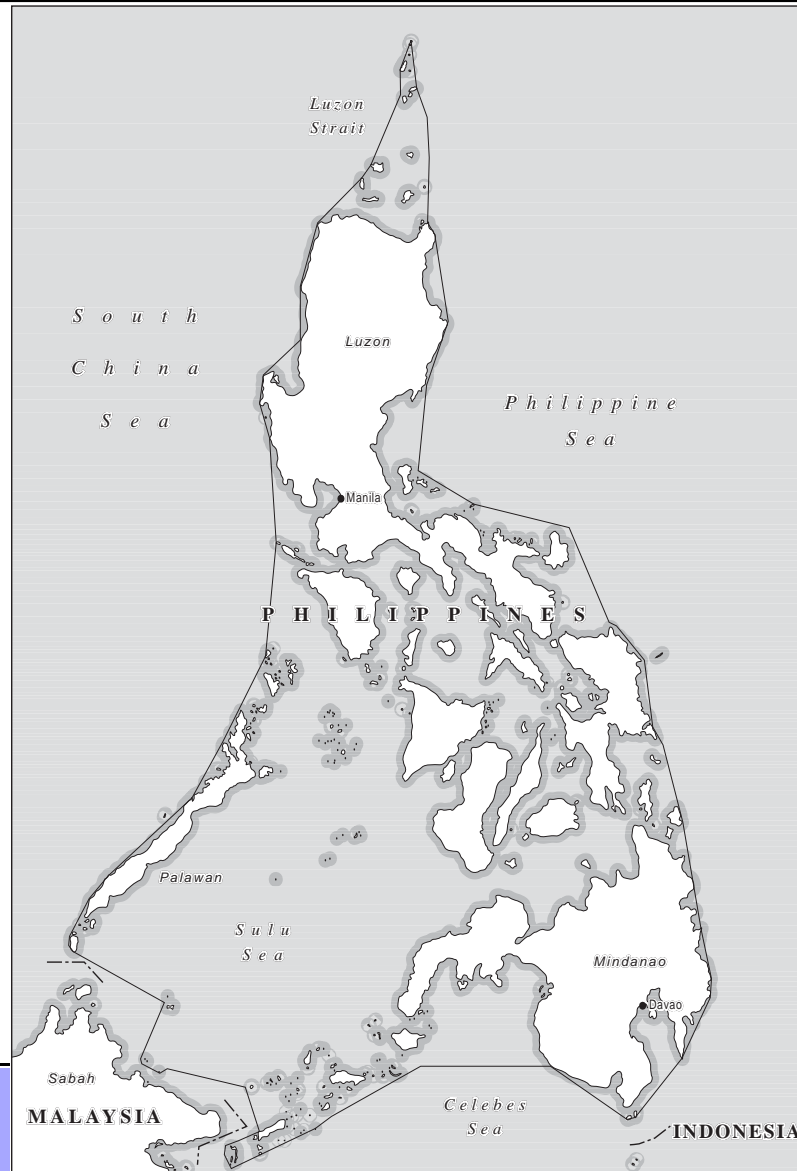 Luzon
Strait
South
China
Sea
Luzon
Philippine
Sea
Manila
PHILIPPINES
Palawan
Sulu
Sea
Mindanao
Davao
Sabah
MALAYSIA
Celebes
Sea
INDONESIA